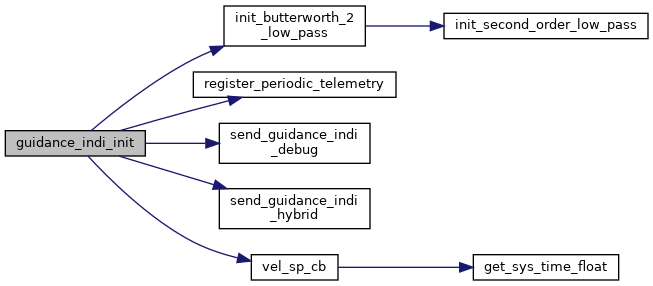 guidance_indi_init
init_butterworth_2
_low_pass
init_second_order_low_pass
register_periodic_telemetry
send_guidance_indi
_debug
send_guidance_indi
_hybrid
vel_sp_cb
get_sys_time_float